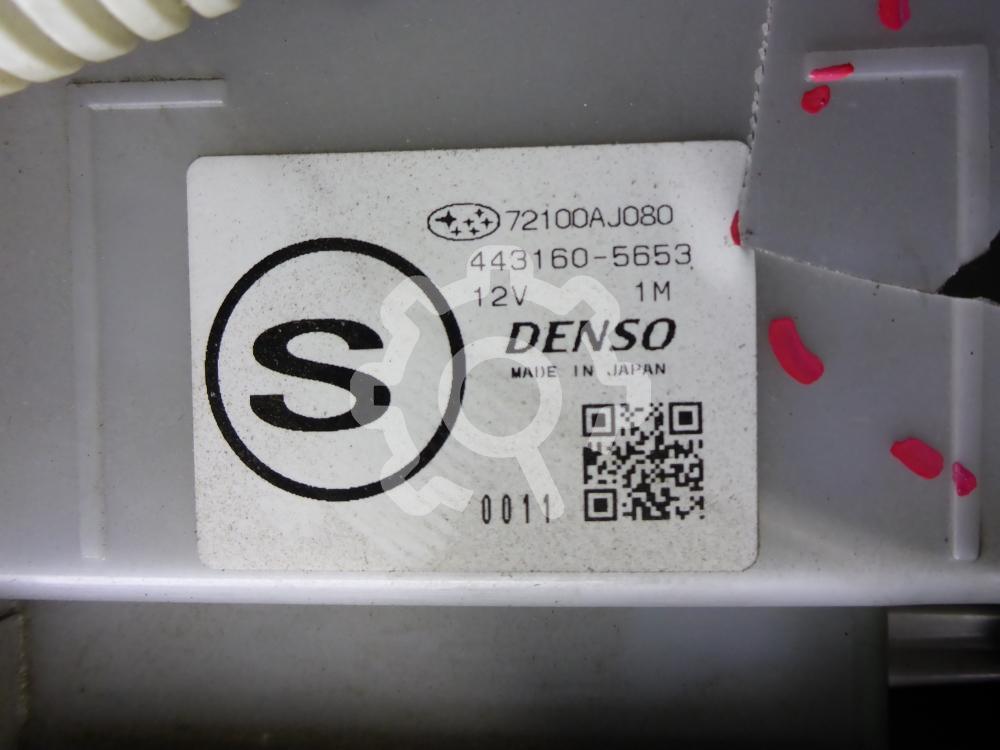 72100AJ080
443160-5653
12V 1M
DENSO
MADE IN JAPAN
S
0011